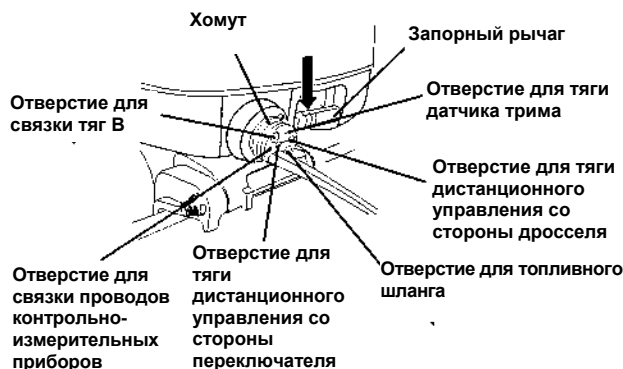 Хомут
Запорный рычаг
Отверстие для
связки тяг В
Отверстие для тяги
датчика трима
Отверстие для тяги
дистанционного
управления со
стороны дросселя
Отверстие для
связки проводов
контрольно-
измерительных
приборов
Отверстие для
тяги
дистанционного
управления со
стороны
переключателя
Отверстие для топливного
шланга